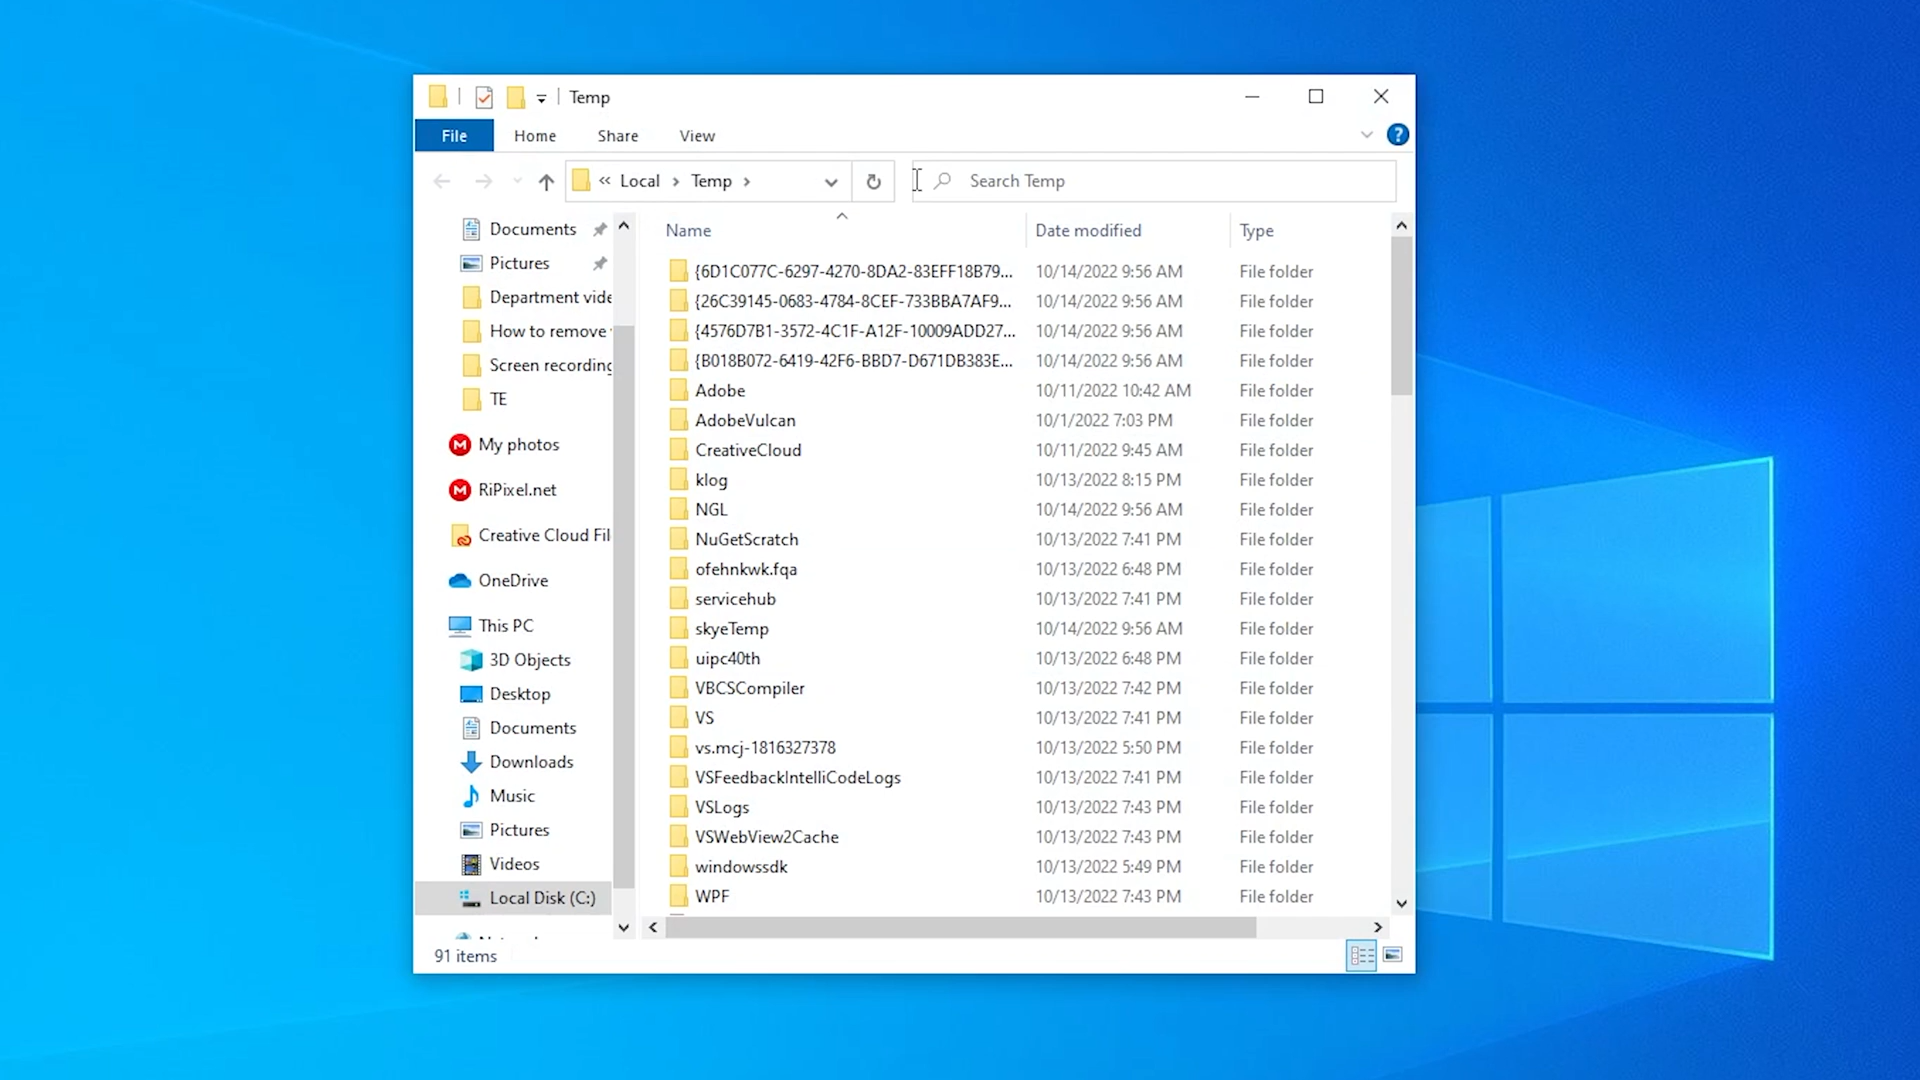 Temp
File Home Share View
« Local › Temp › Search Temp
Documents
Pictures
Department vide
How to remove
Screen recording
TE
My photos
RiPixel.net
Creative Cloud Fil
OneDrive
This PC
3D Objects
Desktop
Documents
Downloads
Music
Pictures
Videos
Local Disk (C:)
Name Date modified Type
{6D1C077C-6297-4270-8DA2-83EFF18B79... 10/14/2022 9:56 AM File folder
{26C39145-0683-4784-8CEF-733BBA7AF9... 10/14/2022 9:56 AM File folder
{4576D7B1-3572-4C1F-A12F-10009ADD27... 10/14/2022 9:56 AM File folder
{B018B072-6419-42F6-BBD7-D671DB383E... 10/14/2022 9:56 AM File folder
Adobe 10/11/2022 10:42 AM File folder
AdobeVulcan 10/1/2022 7:03 PM File folder
CreativeCloud 10/11/2022 9:45 AM File folder
klog 10/13/2022 8:15 PM File folder
NGL 10/14/2022 9:56 AM File folder
NuGetScratch 10/13/2022 7:41 PM File folder
ofehnkwk.fqa 10/13/2022 6:48 PM File folder
servicehub 10/13/2022 7:41 PM File folder
skyeTemp 10/14/2022 9:56 AM File folder
uipc40th 10/13/2022 6:48 PM File folder
VBCSCompiler 10/13/2022 7:42 PM File folder
VS 10/13/2022 7:41 PM File folder
vs.mcj-1816327378 10/13/2022 5:50 PM File folder
VSFeedbackIntelliCodeLogs 10/13/2022 7:41 PM File folder
VSLogs 10/13/2022 7:43 PM File folder
VSWebView2Cache 10/13/2022 7:43 PM File folder
windowssdk 10/13/2022 5:49 PM File folder
WPF 10/13/2022 7:43 PM File folder
91 items